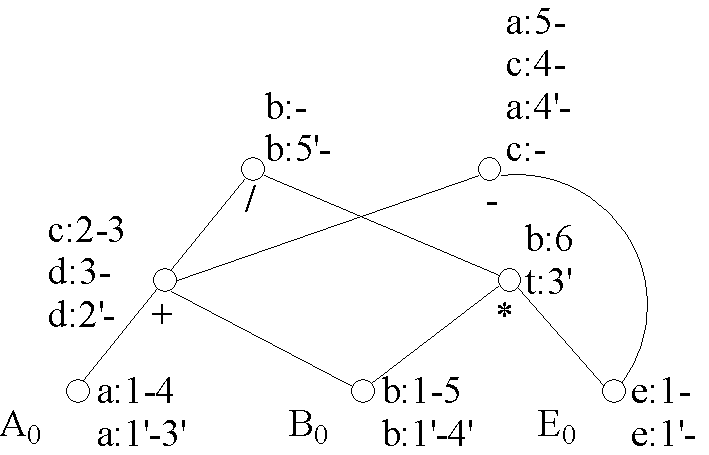 a:5-
c:4-
a:4'-
c:-
b:-
b:5'-
/
-
c:2-3
d:3-
d:2'-
+
b:6
t:3'
*
A₀
a:1-4
a:1'-3'
B₀
b:1-5
b:1'-4'
E₀
e:1-
e:1'-